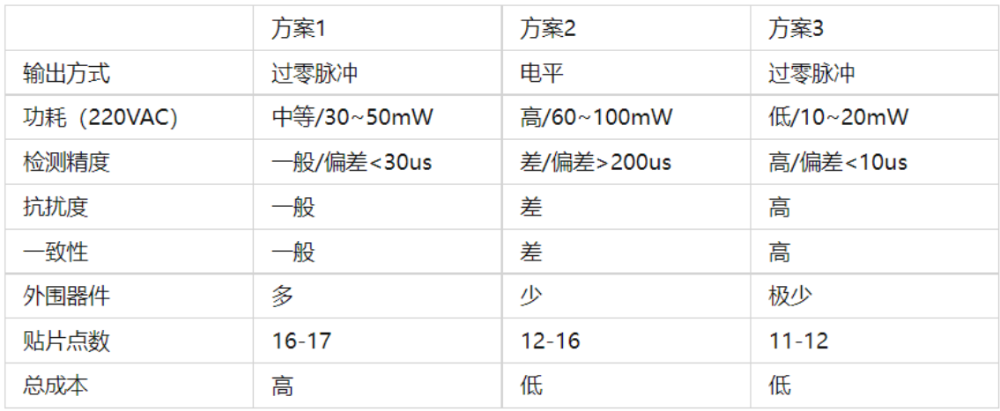 方案1 方案2 方案3
输出方式 过零脉冲 电平 过零脉冲
功耗（220VAC） 中等/30~50mW 高/60~100mW 低/10~20mW
检测精度 一般/偏差<30us 差/偏差>200us 高/偏差<10us
抗扰度 一般 差 高
一致性 一般 差 高
外围器件 多 少 极少
贴片点数 16-17 12-16 11-12
总成本 高 低 低